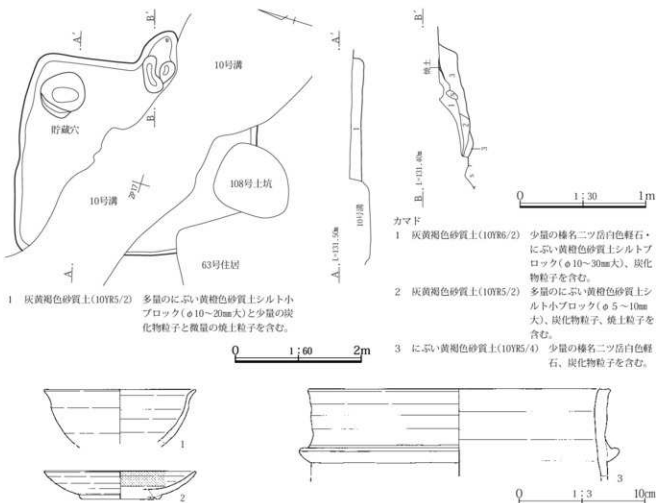 A
A'
B
B'
10号溝
貯蔵穴
10号溝
108号土坑
63号住居
A
A'
1
10号溝
L=131.50m
A
A'
B'
焼土
3
1
2
3
B
L=131.40m
0 1:30 1m
カマド
1 灰黄褐色砂質土(10YR6/2) 少量の榛名二ツ岳白色軽石・
にぶい黄橙色砂質土シルトブ
ロック(φ10~30mm大)、炭化
物粒子を含む。
2 灰黄褐色砂質土(10YR5/2) 多量のにぶい黄橙色砂質土シ
ルト小ブロック(φ5~10mm
大)、炭化物粒子、焼土粒子を
含む。
3 にぶい黄褐色砂質土(10YR5/4) 少量の榛名二ツ岳白色軽
石、炭化物粒子を含む。
1 灰黄褐色砂質土(10YR5/2) 多量のにぶい黄橙色砂質土シルト小
ブロック(φ10~20mm大)と少量の炭
化物粒子と微量の焼土粒子を含む。
0 1:60 2m
1
2
3
0 1:3 10cm